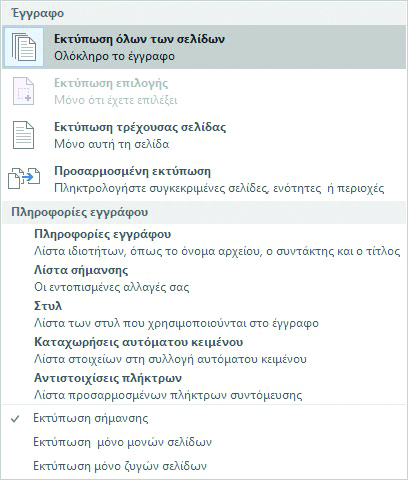 Έγγραφο
Εκτύπωση όλων των σελίδων
Ολόκληρο το έγγραφο
Εκτύπωση επιλογής
Μόνο ότι έχετε επιλέξει
Εκτύπωση τρέχουσας σελίδας
Μόνο αυτή τη σελίδα
Προσαρμοσμένη εκτύπωση
Πληκτρολογήστε συγκεκριμένες σελίδες, ενότητες ή περιοχές
Πληροφορίες εγγράφου
Πληροφορίες εγγράφου
Λίστα ιδιοτήτων, όπως το όνομα αρχείου, ο συντάκτης και ο τίτλος
Λίστα σήμανσης
Οι εντοπισμένες αλλαγές σας
Στυλ
Λίστα των στυλ που χρησιμοποιούνται στο έγγραφο
Καταχωρήσεις αυτόματου κειμένου
Λίστα στοιχείων στη συλλογή αυτόματου κειμένου
Αντιστοιχίσεις πλήκτρων
Λίστα προσαρμοσμένων πλήκτρων συντόμευσης
Εκτύπωση σήμανσης
Εκτύπωση μόνο μονών σελίδων
Εκτύπωση μόνο ζυγών σελίδων